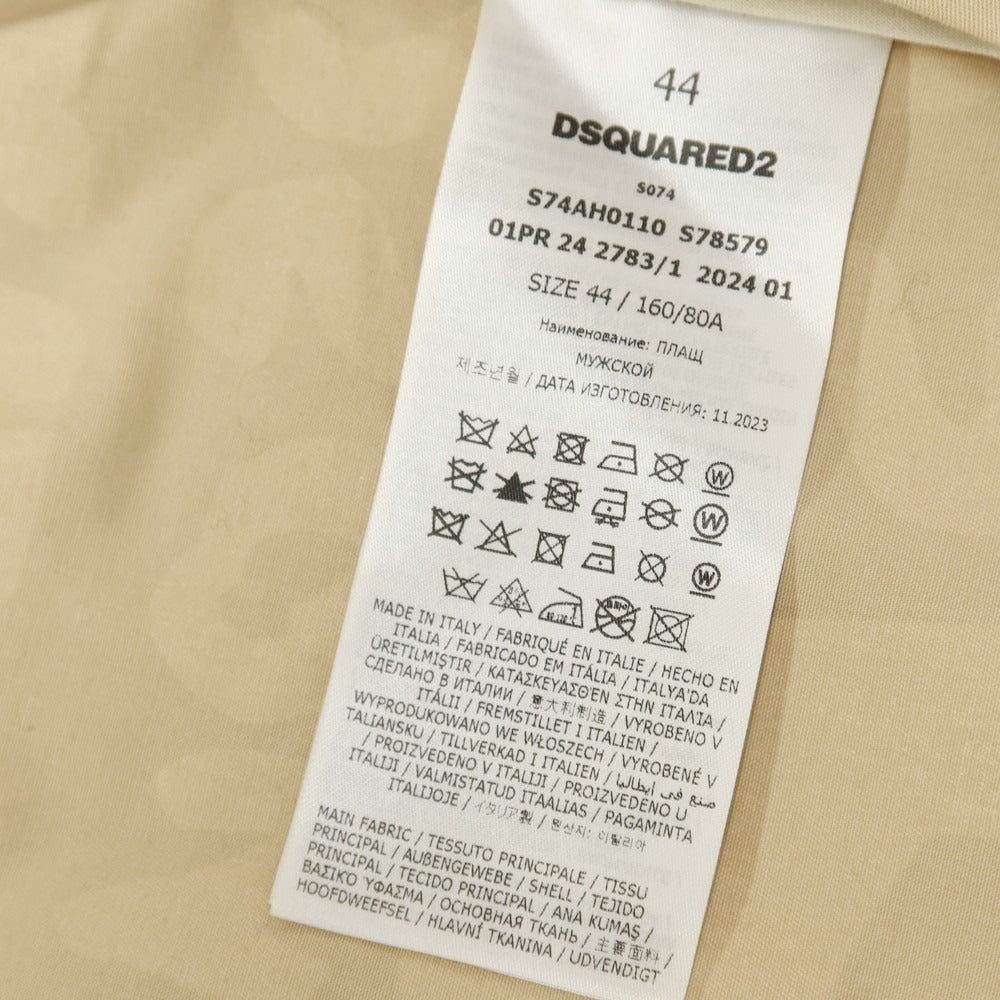 44
DSQUARED2
S074
S74AH0110 S78579
01PR 24 2783/1 2024 01
SIZE 44 / 160/80A
Наименование: ПЛАЩ
МУЖСКОЙ
제조년월 / ДАТА ИЗГОТОВЛЕНИЯ: 11.2023
W
W
W
MADE IN ITALY / FABRIQUÉ EN ITALIE / HECHO EN
ITALIA / FABRICADO EM ITÁLIA / ITALYA'DA
ÜRETILMIŞTIR / ΚΑΤΑΣΚΕΥΑΣΘΕΝ ΣΤΗΝ ΙΤΑΛΊΑ /
СДЕЛАНО В ИТАЛИИ / 意大利制造 / VYROBENO V
ITÁLII / FREMSTILLET I ITALIEN /
WYPRODUKOWANO WE WŁOSZECH / VYROBENÉ V
TALIANSKU / TILLVERKAD I ITALIEN / صنع في ايطاليا
/ PROIZVEDENO V ITALIJI / PROIZVEDENO U
ITALIJI / VALMISTATUD ITAALIAS / PAGAMINTA
ITALIJOJE / イタリア製 / 원산지: 이탈리아
MAIN FABRIC / TESSUTO PRINCIPALE / TISSU
PRINCIPAL / AUßENGEWEBE / SHELL / TEJIDO
PRINCIPAL / TECIDO PRINCIPAL / ANA KUMAŞ /
ΒΑΣΙΚΌ ΎΦΑΣΜΑ / ОСНОВНАЯ ТКАНЬ / 主要面料 /
HOOFDWEEFSEL / HLAVNÍ TKANINA / UDVENDIGT